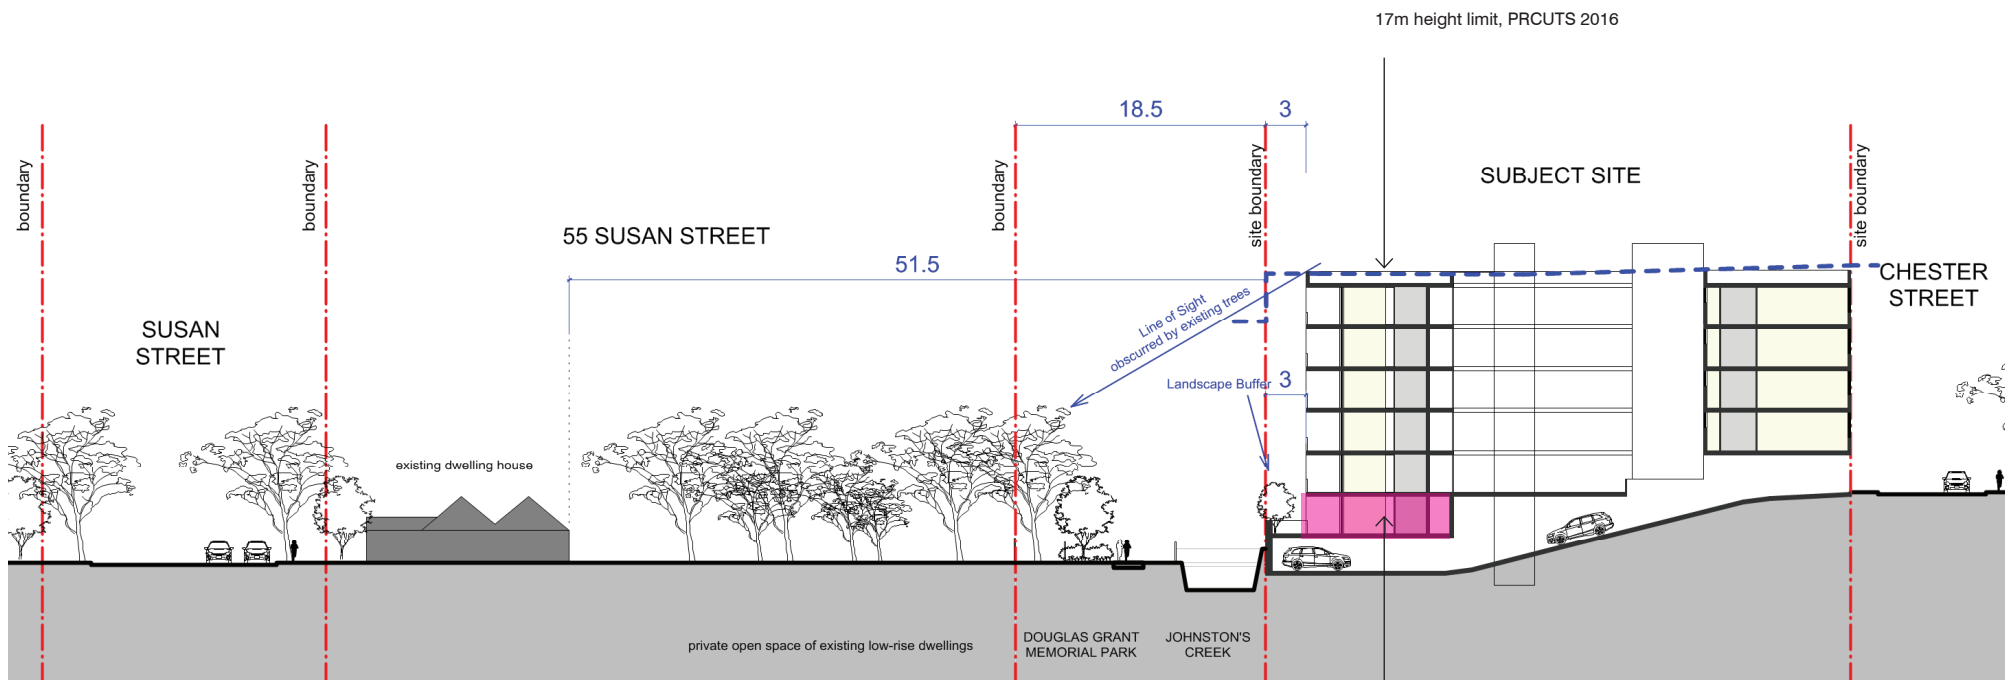 17m height limit, PRCUTS 2016
18.5
3
boundary
boundary
boundary
site boundary
SUBJECT SITE
site boundary
55 SUSAN STREET
51.5
CHESTER
STREET
SUSAN
STREET
Line of Sight
obscurred by existing trees
Landscape Buffer
3
existing dwelling house
private open space of existing low-rise dwellings
DOUGLAS GRANT
MEMORIAL PARK
JOHNSTON'S
CREEK